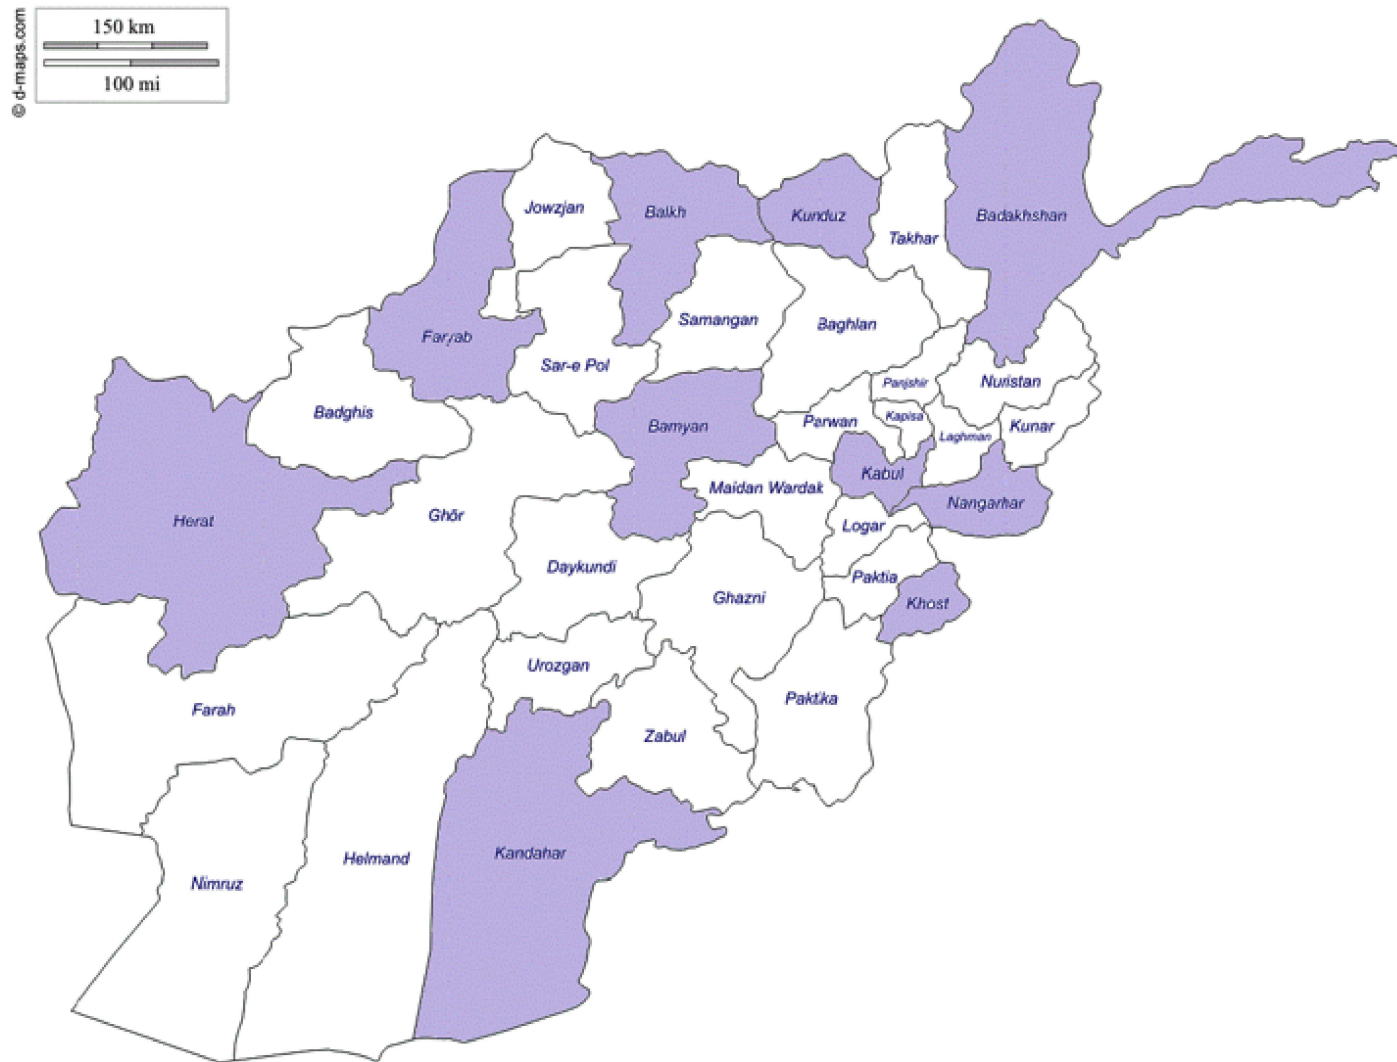 © d-maps.com
150 km
100 mi
Jowzjan
Balkh
Kunduz
Takhar
Badakhshan
Faryab
Sar-e Pol
Samangan
Baghlan
Badghis
Bamyan
Parwan
Panjshir
Kapisa
Nuristan
Laghman
Kunar
Herat
Ghōr
Maidan Wardak
Kabul
Nangarhar
Logar
Daykundi
Ghazni
Paktia
Khost
Urozgan
Farah
Zabul
Paktika
Nimruz
Helmand
Kandahar